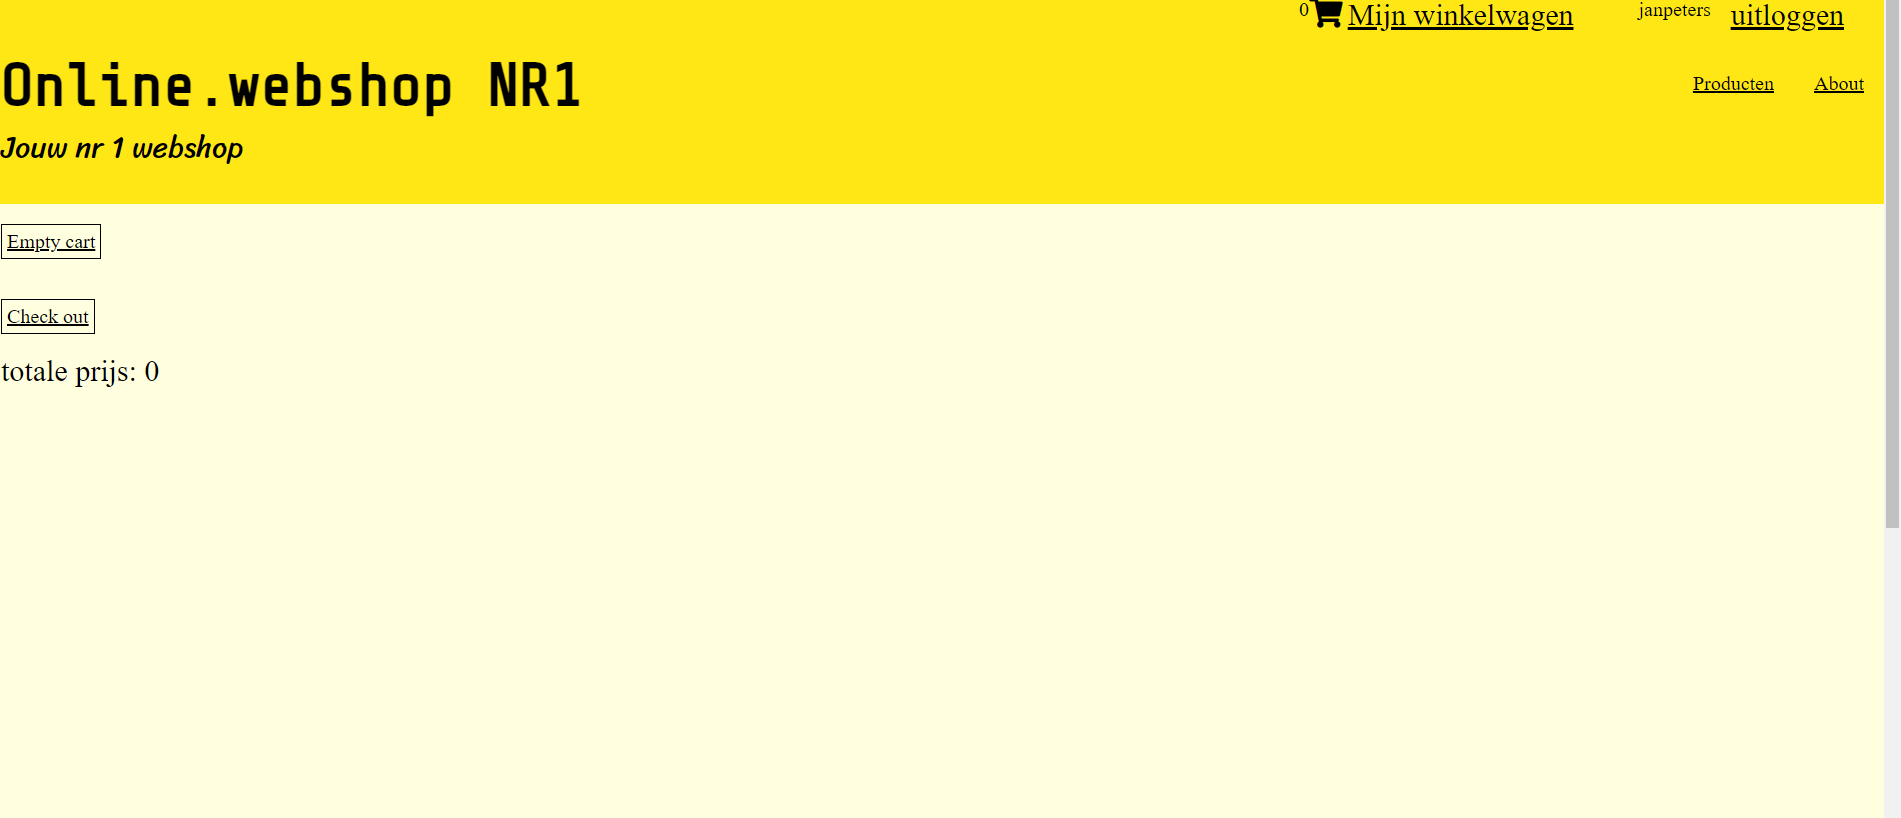 0 Mijn winkelwagen janpeters uitloggen
Online.webshop NR1
Producten About
Jouw nr 1 webshop
Empty cart
Check out
totale prijs: 0